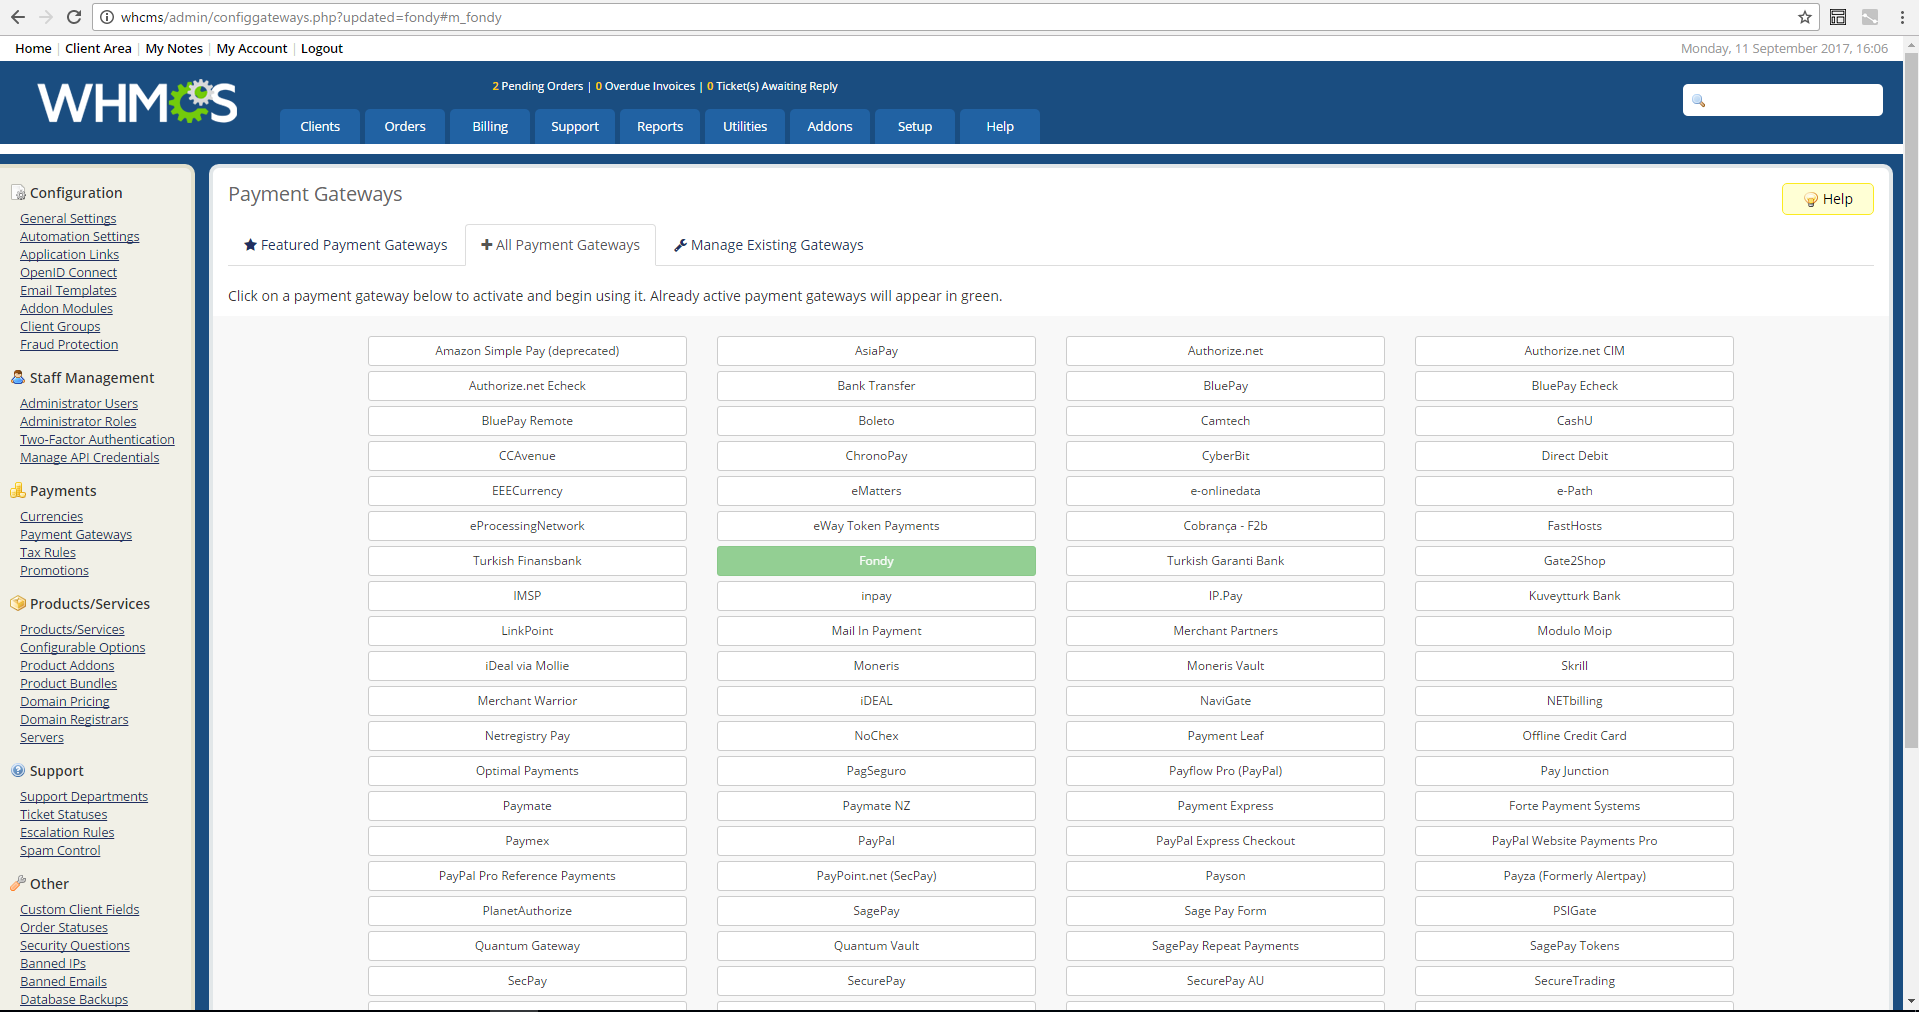 whcms/admin/configgateways.php?updated=fondy#m_fondy
Home | Client Area | My Notes | My Account | Logout
Monday, 11 September 2017, 16:06
WHMCS
2 Pending Orders | 0 Overdue Invoices | 0 Ticket(s) Awaiting Reply
Clients Orders Billing Support Reports Utilities Addons Setup Help
Configuration
General Settings
Automation Settings
Application Links
OpenID Connect
Email Templates
Addon Modules
Client Groups
Fraud Protection
Staff Management
Administrator Users
Administrator Roles
Two-Factor Authentication
Manage API Credentials
Payments
Currencies
Payment Gateways
Tax Rules
Promotions
Products/Services
Products/Services
Configurable Options
Product Addons
Product Bundles
Domain Pricing
Domain Registrars
Servers
Support
Support Departments
Ticket Statuses
Escalation Rules
Spam Control
Other
Custom Client Fields
Order Statuses
Security Questions
Banned IPs
Banned Emails
Database Backups
Payment Gateways
Help
Featured Payment Gateways All Payment Gateways Manage Existing Gateways
Click on a payment gateway below to activate and begin using it. Already active payment gateways will appear in green.
Amazon Simple Pay (deprecated) AsiaPay Authorize.net Authorize.net CIM
Authorize.net Echeck Bank Transfer BluePay BluePay Echeck
BluePay Remote Boleto Camtech CashU
CCAvenue ChronoPay CyberBit Direct Debit
EEECurrency eMatters e-onlinedata e-Path
eProcessingNetwork eWay Token Payments Cobrança - F2b FastHosts
Turkish Finansbank Fondy Turkish Garanti Bank Gate2Shop
IMSP inpay IP.Pay Kuveytturk Bank
LinkPoint Mail In Payment Merchant Partners Modulo Moip
iDeal via Mollie Moneris Moneris Vault Skrill
Merchant Warrior iDEAL NaviGate NETbilling
Netregistry Pay NoChex Payment Leaf Offline Credit Card
Optimal Payments PagSeguro Payflow Pro (PayPal) Pay Junction
Paymate Paymate NZ Payment Express Forte Payment Systems
Paymex PayPal PayPal Express Checkout PayPal Website Payments Pro
PayPal Pro Reference Payments PayPoint.net (SecPay) Payson Payza (Formerly Alertpay)
PlanetAuthorize SagePay Sage Pay Form PSIGate
Quantum Gateway Quantum Vault SagePay Repeat Payments SagePay Tokens
SecPay SecurePay SecurePay AU SecureTrading